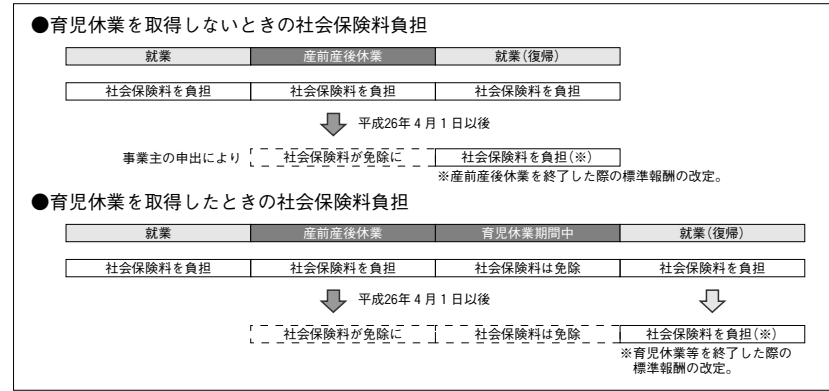 ●育児休業を取得しないときの社会保険料負担
就業 産前産後休業 就業(復帰)
社会保険料を負担 社会保険料を負担 社会保険料を負担
平成26年4月1日以後
事業主の申出により 社会保険料が免除に 社会保険料を負担(※)
※産前産後休業を終了した際の標準報酬の改定。
●育児休業を取得したときの社会保険料負担
就業 産前産後休業 育児休業期間中 就業(復帰)
社会保険料を負担 社会保険料を負担 社会保険料は免除 社会保険料を負担
平成26年4月1日以後
社会保険料が免除に 社会保険料は免除 社会保険料を負担(※)
※育児休業等を終了した際の
標準報酬の改定。